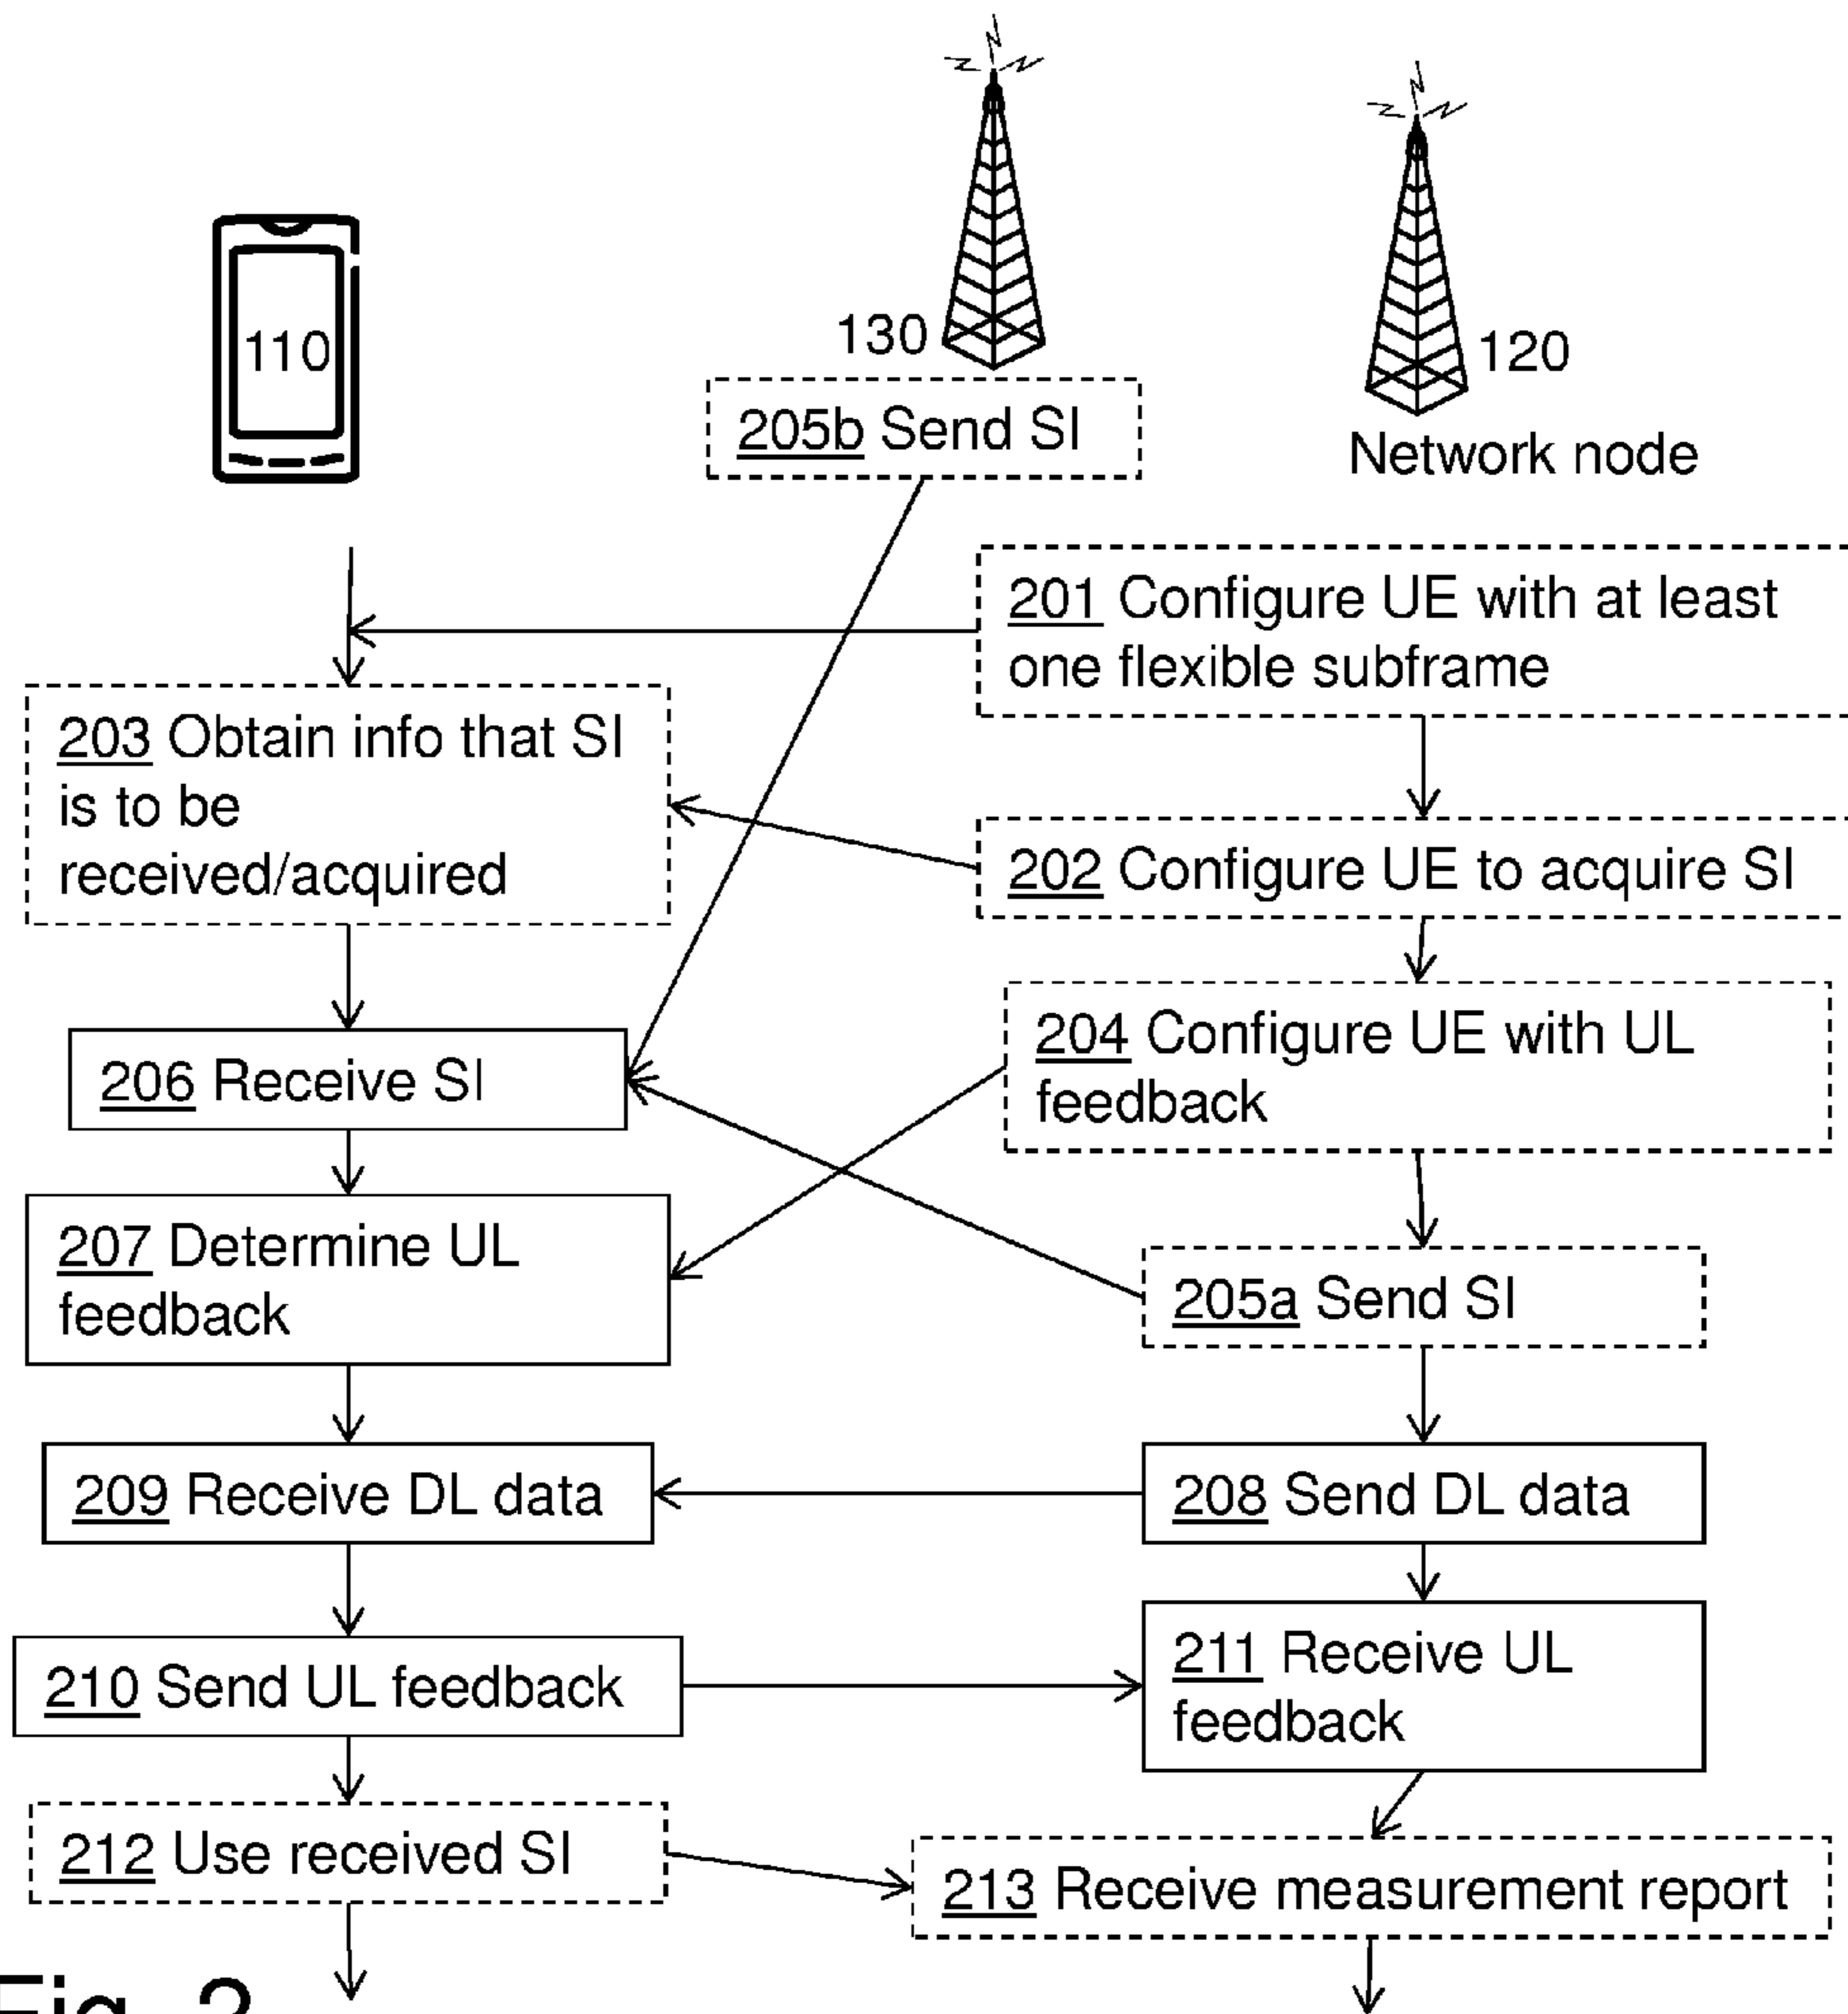 110
130
120
Network node
205b Send SI
201 Configure UE with at least
one flexible subframe
203 Obtain info that SI
is to be
received/acquired
202 Configure UE to acquire SI
204 Configure UE with UL
feedback
206 Receive SI
207 Determine UL
feedback
205a Send SI
209 Receive DL data
208 Send DL data
210 Send UL feedback
211 Receive UL
feedback
212 Use received SI
213 Receive measurement report
Fig. 2